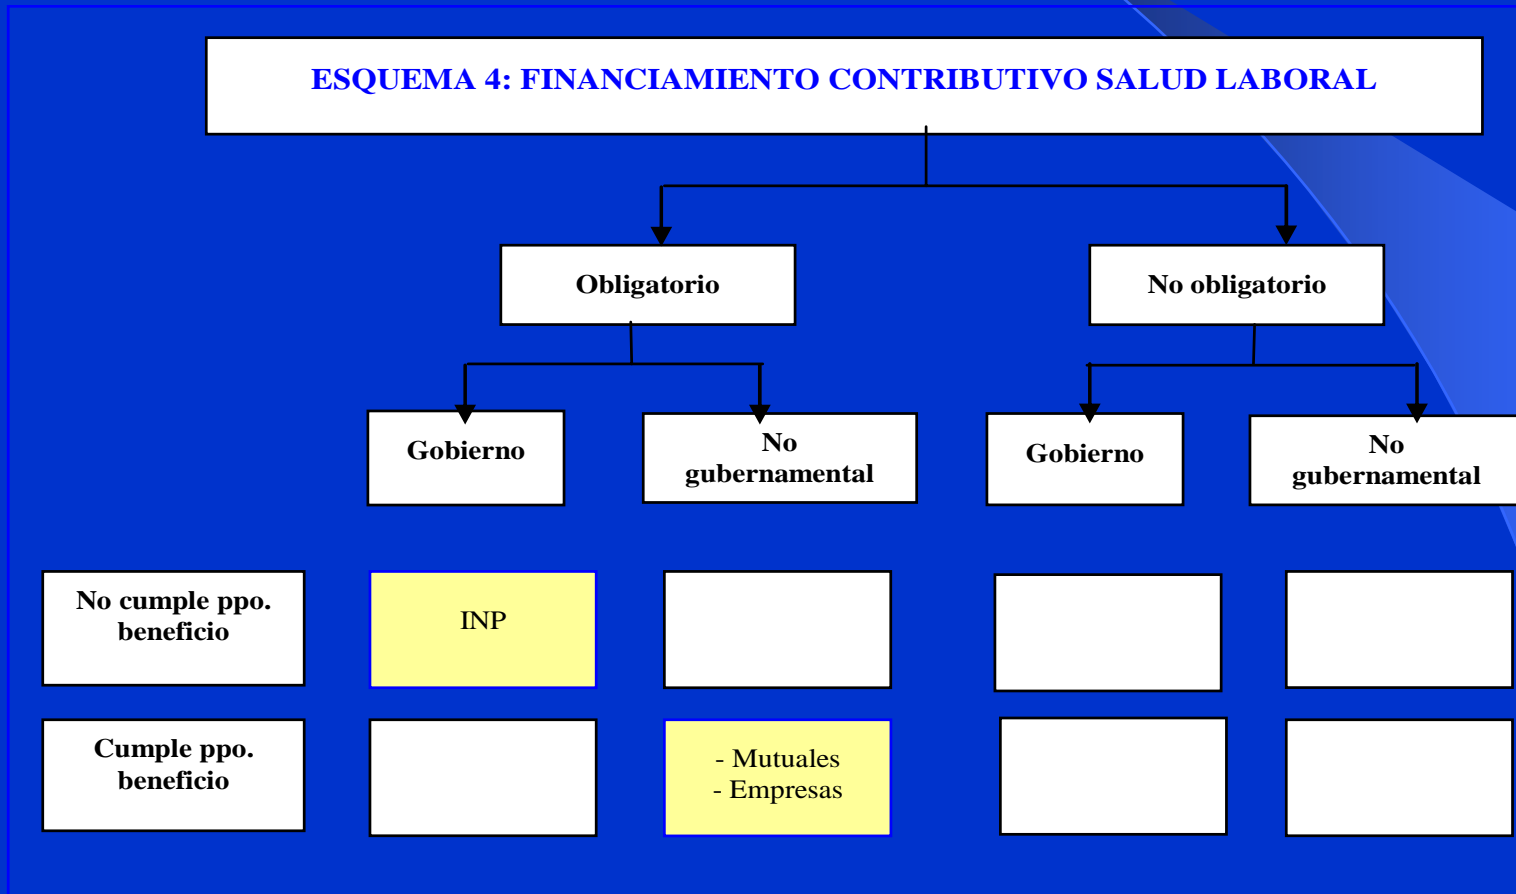 ESQUEMA 4: FINANCIAMIENTO CONTRIBUTIVO SALUD LABORAL
Obligatorio
No obligatorio
Gobierno
No
gubernamental
Gobierno
No
gubernamental
No cumple ppo.
beneficio
INP
Cumple ppo.
beneficio
- Mutuales
- Empresas